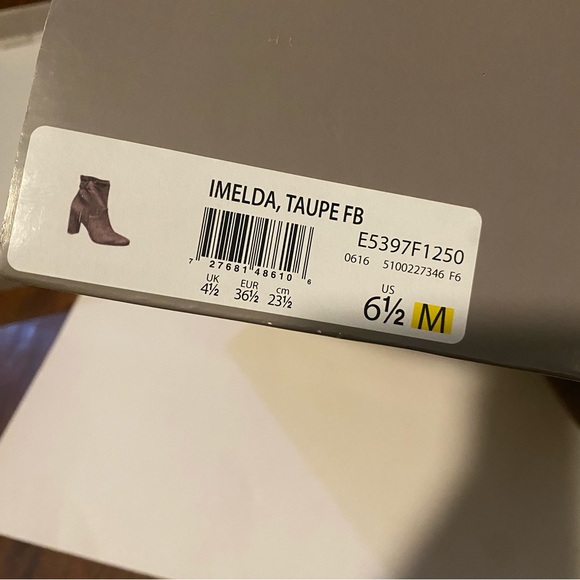 IMELDA, TAUPE FB
7 27681 48610 6
E5397F1250
0616 5100227346 F6
UK EUR cm
4½ 36½ 23½
US
6½ M